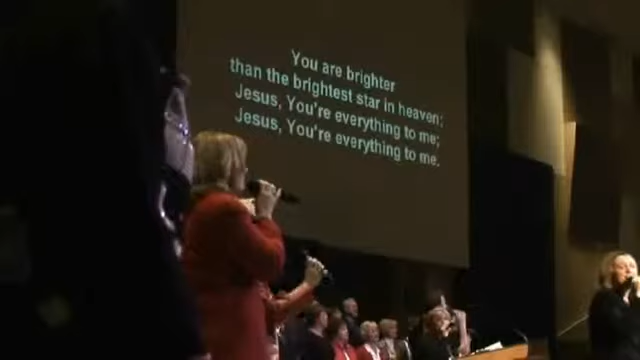 You are brighter
than the brightest star in heaven;
Jesus, You're everything to me;
Jesus, You're everything to me.